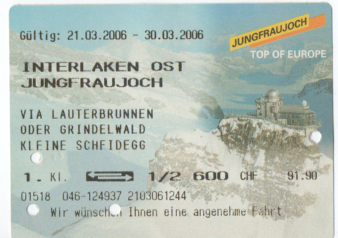 Gültig: 21.03.2006 - 30.03.2006
JUNGFRAUJOCH
TOP OF EUROPE
INTERLAKEN OST
JUNGFRAUJOCH
VIA LAUTERBRUNNEN
ODER GRINDELWALD
KLEINE SCHEIDEGG
1. Kl. 1/2 600 CHF 91.90
01518 046-124937 2103061244
Wir wünschen Ihnen eine angenehme Fahrt